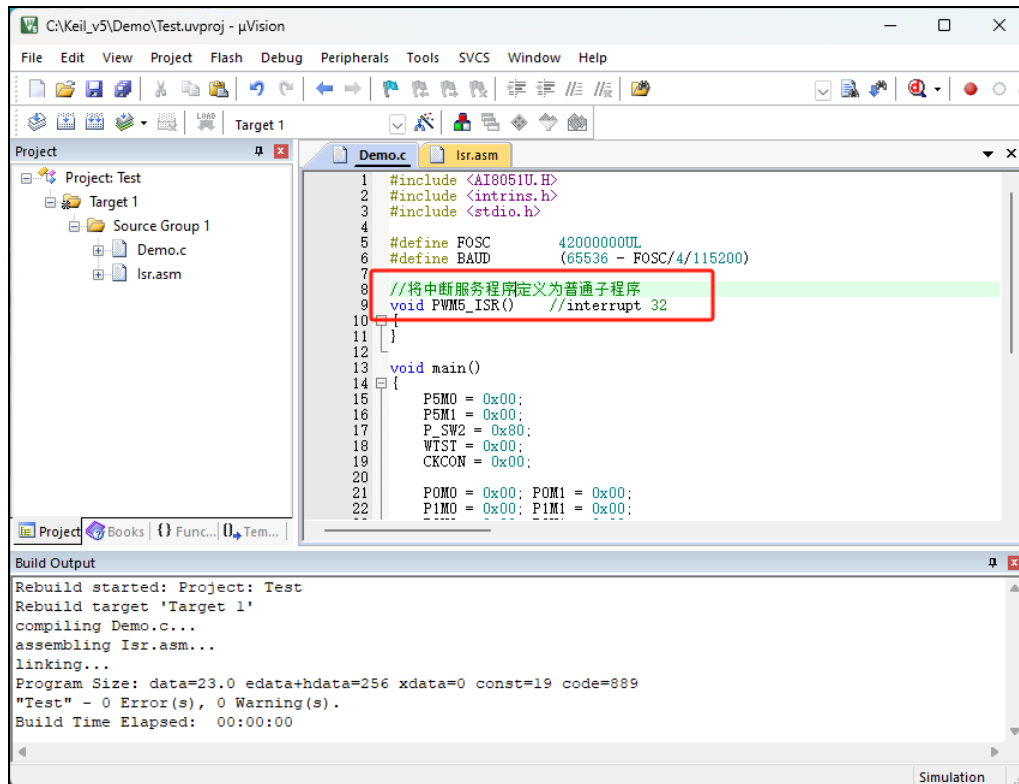 C:\Keil_v5\Demo\Test.uvproj - µVision
File Edit View Project Flash Debug Peripherals Tools SVCS Window Help
LOAD
Target 1
Project
Project: Test
Target 1
Source Group 1
Demo.c
Isr.asm
Project Books {} Func... Tem...
Demo.c Isr.asm
1 #include <AI8051U.H>
2 #include <intrins.h>
3 #include <stdio.h>
4
5 #define FOSC 42000000UL
6 #define BAUD (65536 - FOSC/4/115200)
7
8 //将中断服务程序定义为普通子程序
9 void PWM5_ISR() //interrupt 32
10 {
11 }
12
13 void main()
14 {
15 P5M0 = 0x00;
16 P5M1 = 0x00;
17 P_SW2 = 0x80;
18 WTST = 0x00;
19 CKCON = 0x00;
20
21 P0M0 = 0x00; P0M1 = 0x00;
22 P1M0 = 0x00; P1M1 = 0x00;
Build Output
Rebuild started: Project: Test
Rebuild target 'Target 1'
compiling Demo.c...
assembling Isr.asm...
linking...
Program Size: data=23.0 edata+hdata=256 xdata=0 const=19 code=889
"Test" - 0 Error(s), 0 Warning(s).
Build Time Elapsed: 00:00:00
Simulation